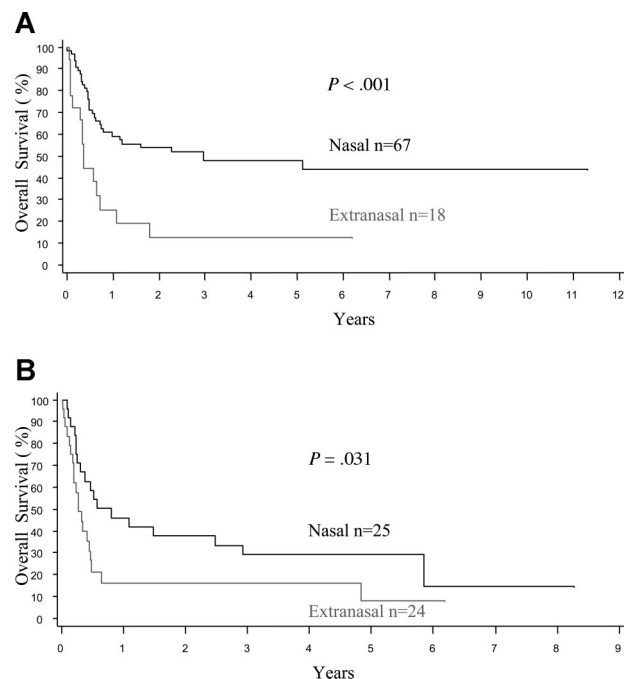 A
Overall Survival ( %)
100
90
80
70
60
50
40
30
20
10
0
P < .001
Nasal n=67
Extranasal n=18
0 1 2 3 4 5 6 7 8 9 10 11 12
Years
B
Overall Survival ( %)
100
90
80
70
60
50
40
30
20
10
0
P = .031
Nasal n=25
Extranasal n=24
0 1 2 3 4 5 6 7 8 9
Years